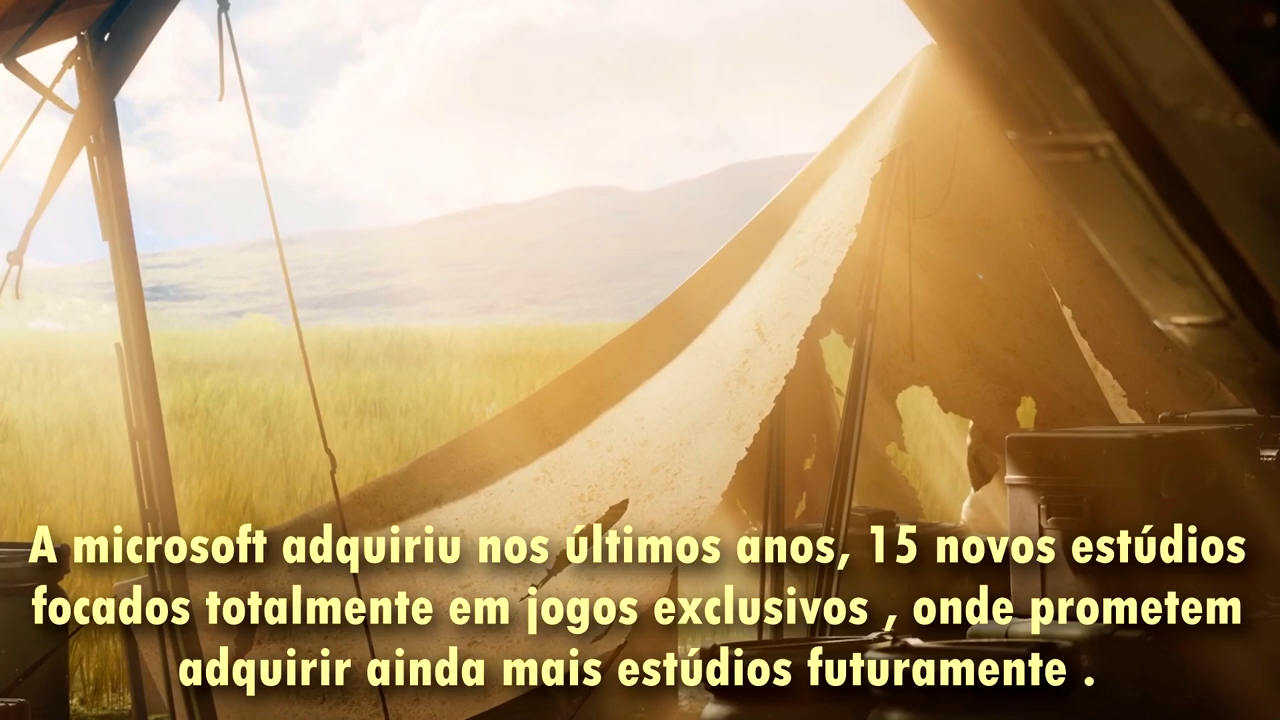 A microsoft adquiriu nos últimos anos, 15 novos estúdios
focados totalmente em jogos exclusivos , onde prometem
adquirir ainda mais estúdios futuramente .